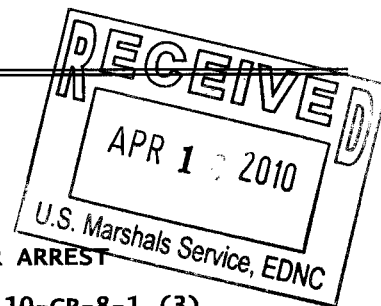 RECEIVED
APR 1 2010
U.S. Marshals Service, EDNC
R ARREST
10-CR-8-1 (3)